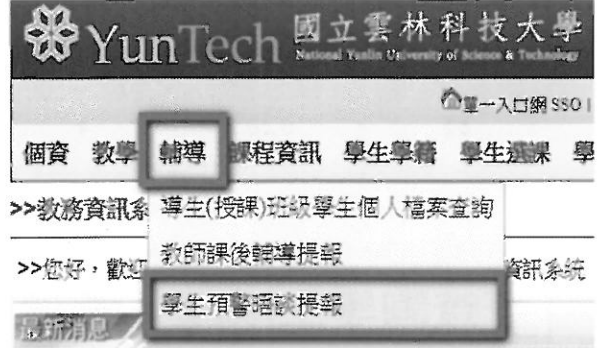 YunTech 國立雲林科技大學
National Yunlin University of Science & Technology
單一入口網 SSO |
個資 教學 輔導 課程資訊 學生學籍 學生選課 學
>>教務資訊系
導生(授課)班級學生個人檔案查詢
教師課後輔導提報
>>您好，歡迎
資訊系統
學生預警晤談提報
最新消息